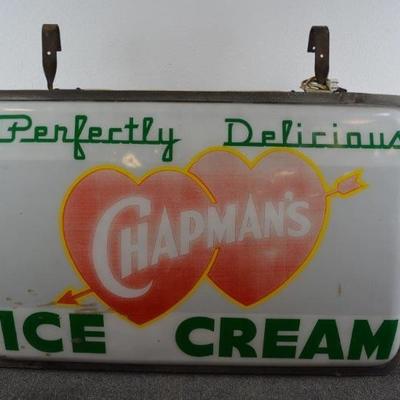 Perfectly Delicious
CHAPMAN'S
ICE CREAM